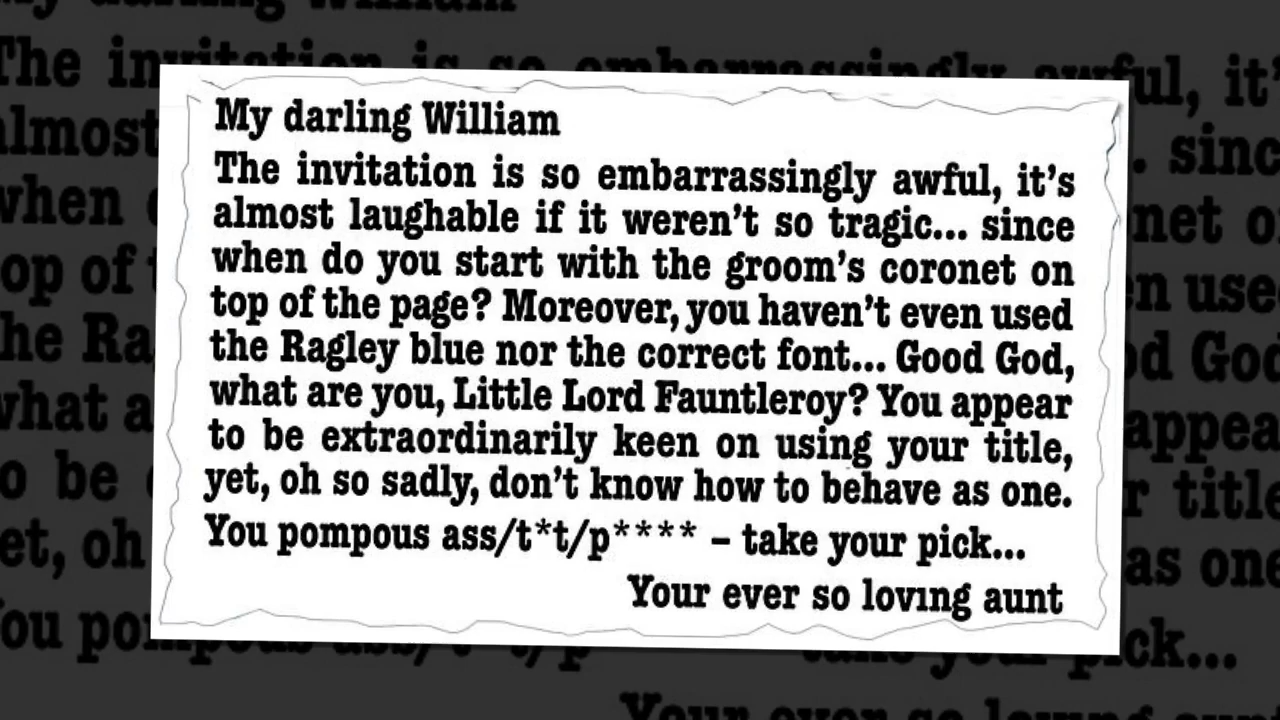 My darling William
The invitation is so embarrassingly awful, it's
almost laughable if it weren't so tragic... since
when do you start with the groom's coronet on
top of the page? Moreover, you haven't even used
the Ragley blue nor the correct font... Good God,
what are you, Little Lord Fauntleroy? You appear
to be extraordinarily keen on using your title,
yet, oh so sadly, don't know how to behave as one.
You pompous ass/t*t/p**** – take your pick...
Your ever so loving aunt